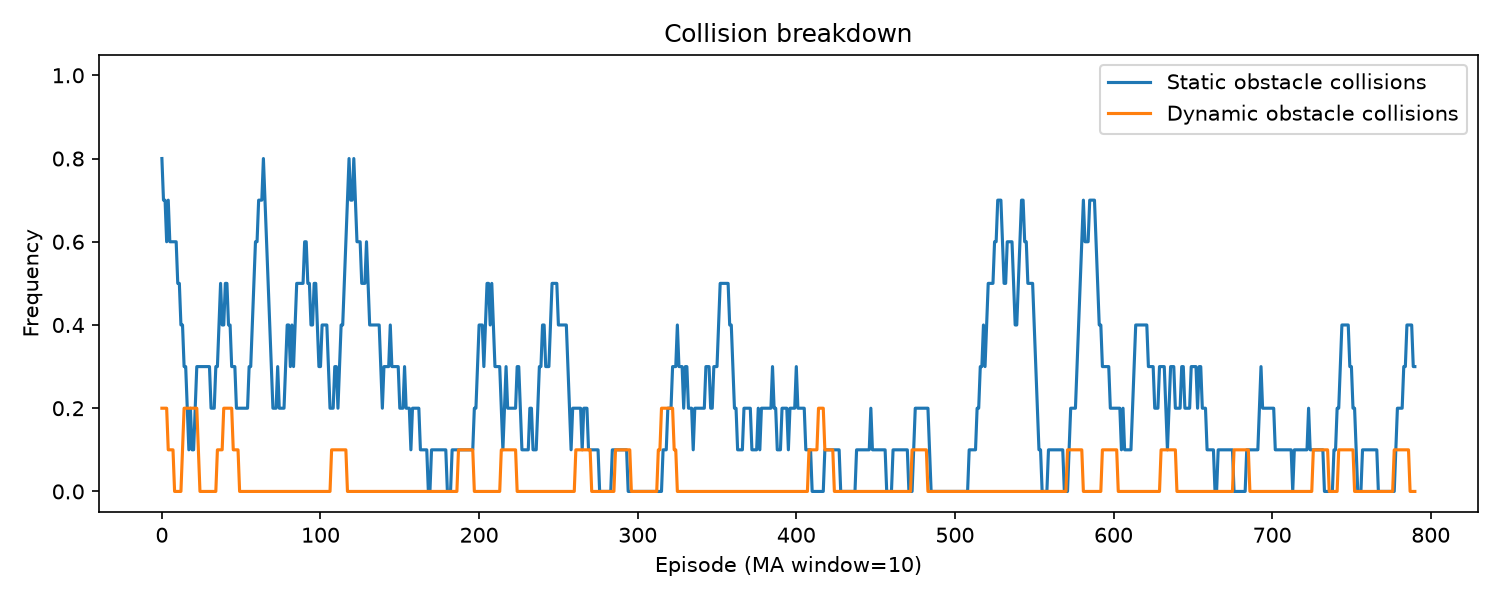 Collision breakdown
Static obstacle collisions
Dynamic obstacle collisions
Frequency
1.0
0.8
0.6
0.4
0.2
0.0
0 100 200 300 400 500 600 700 800
Episode (MA window=10)